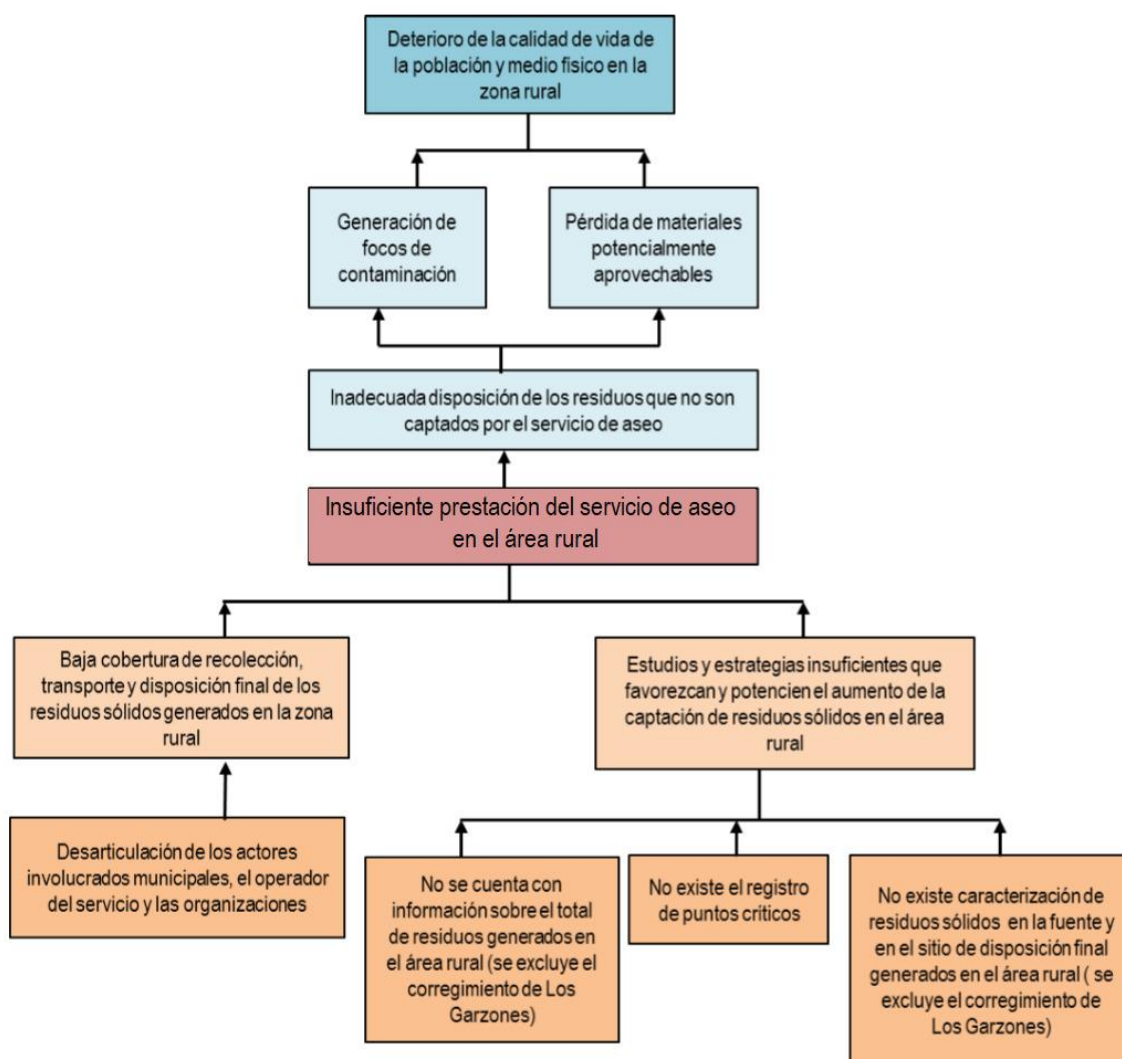 Deterioro de la calidad de vida de
la población y medio físico en la
zona rural
Generación de
focos de
contaminación
Pérdida de materiales
potencialmente
aprovechables
Inadecuada disposición de los residuos que no son
captados por el servicio de aseo
Insuficiente prestación del servicio de aseo
en el área rural
Baja cobertura de recolección,
transporte y disposición final de los
residuos sólidos generados en la zona
rural
Estudios y estrategias insuficientes que
favorezcan y potencien el aumento de la
captación de residuos sólidos en el área
rural
Desarticulación de los actores
involucrados municipales, el operador
del servicio y las organizaciones
No se cuenta con
información sobre el total
de residuos generados en
el área rural (se excluye el
corregimiento de Los
Garzones)
No existe el registro
de puntos críticos
No existe caracterización de
residuos sólidos en la fuente y
en el sitio de disposición final
generados en el área rural ( se
excluye el corregimiento de
Los Garzones)